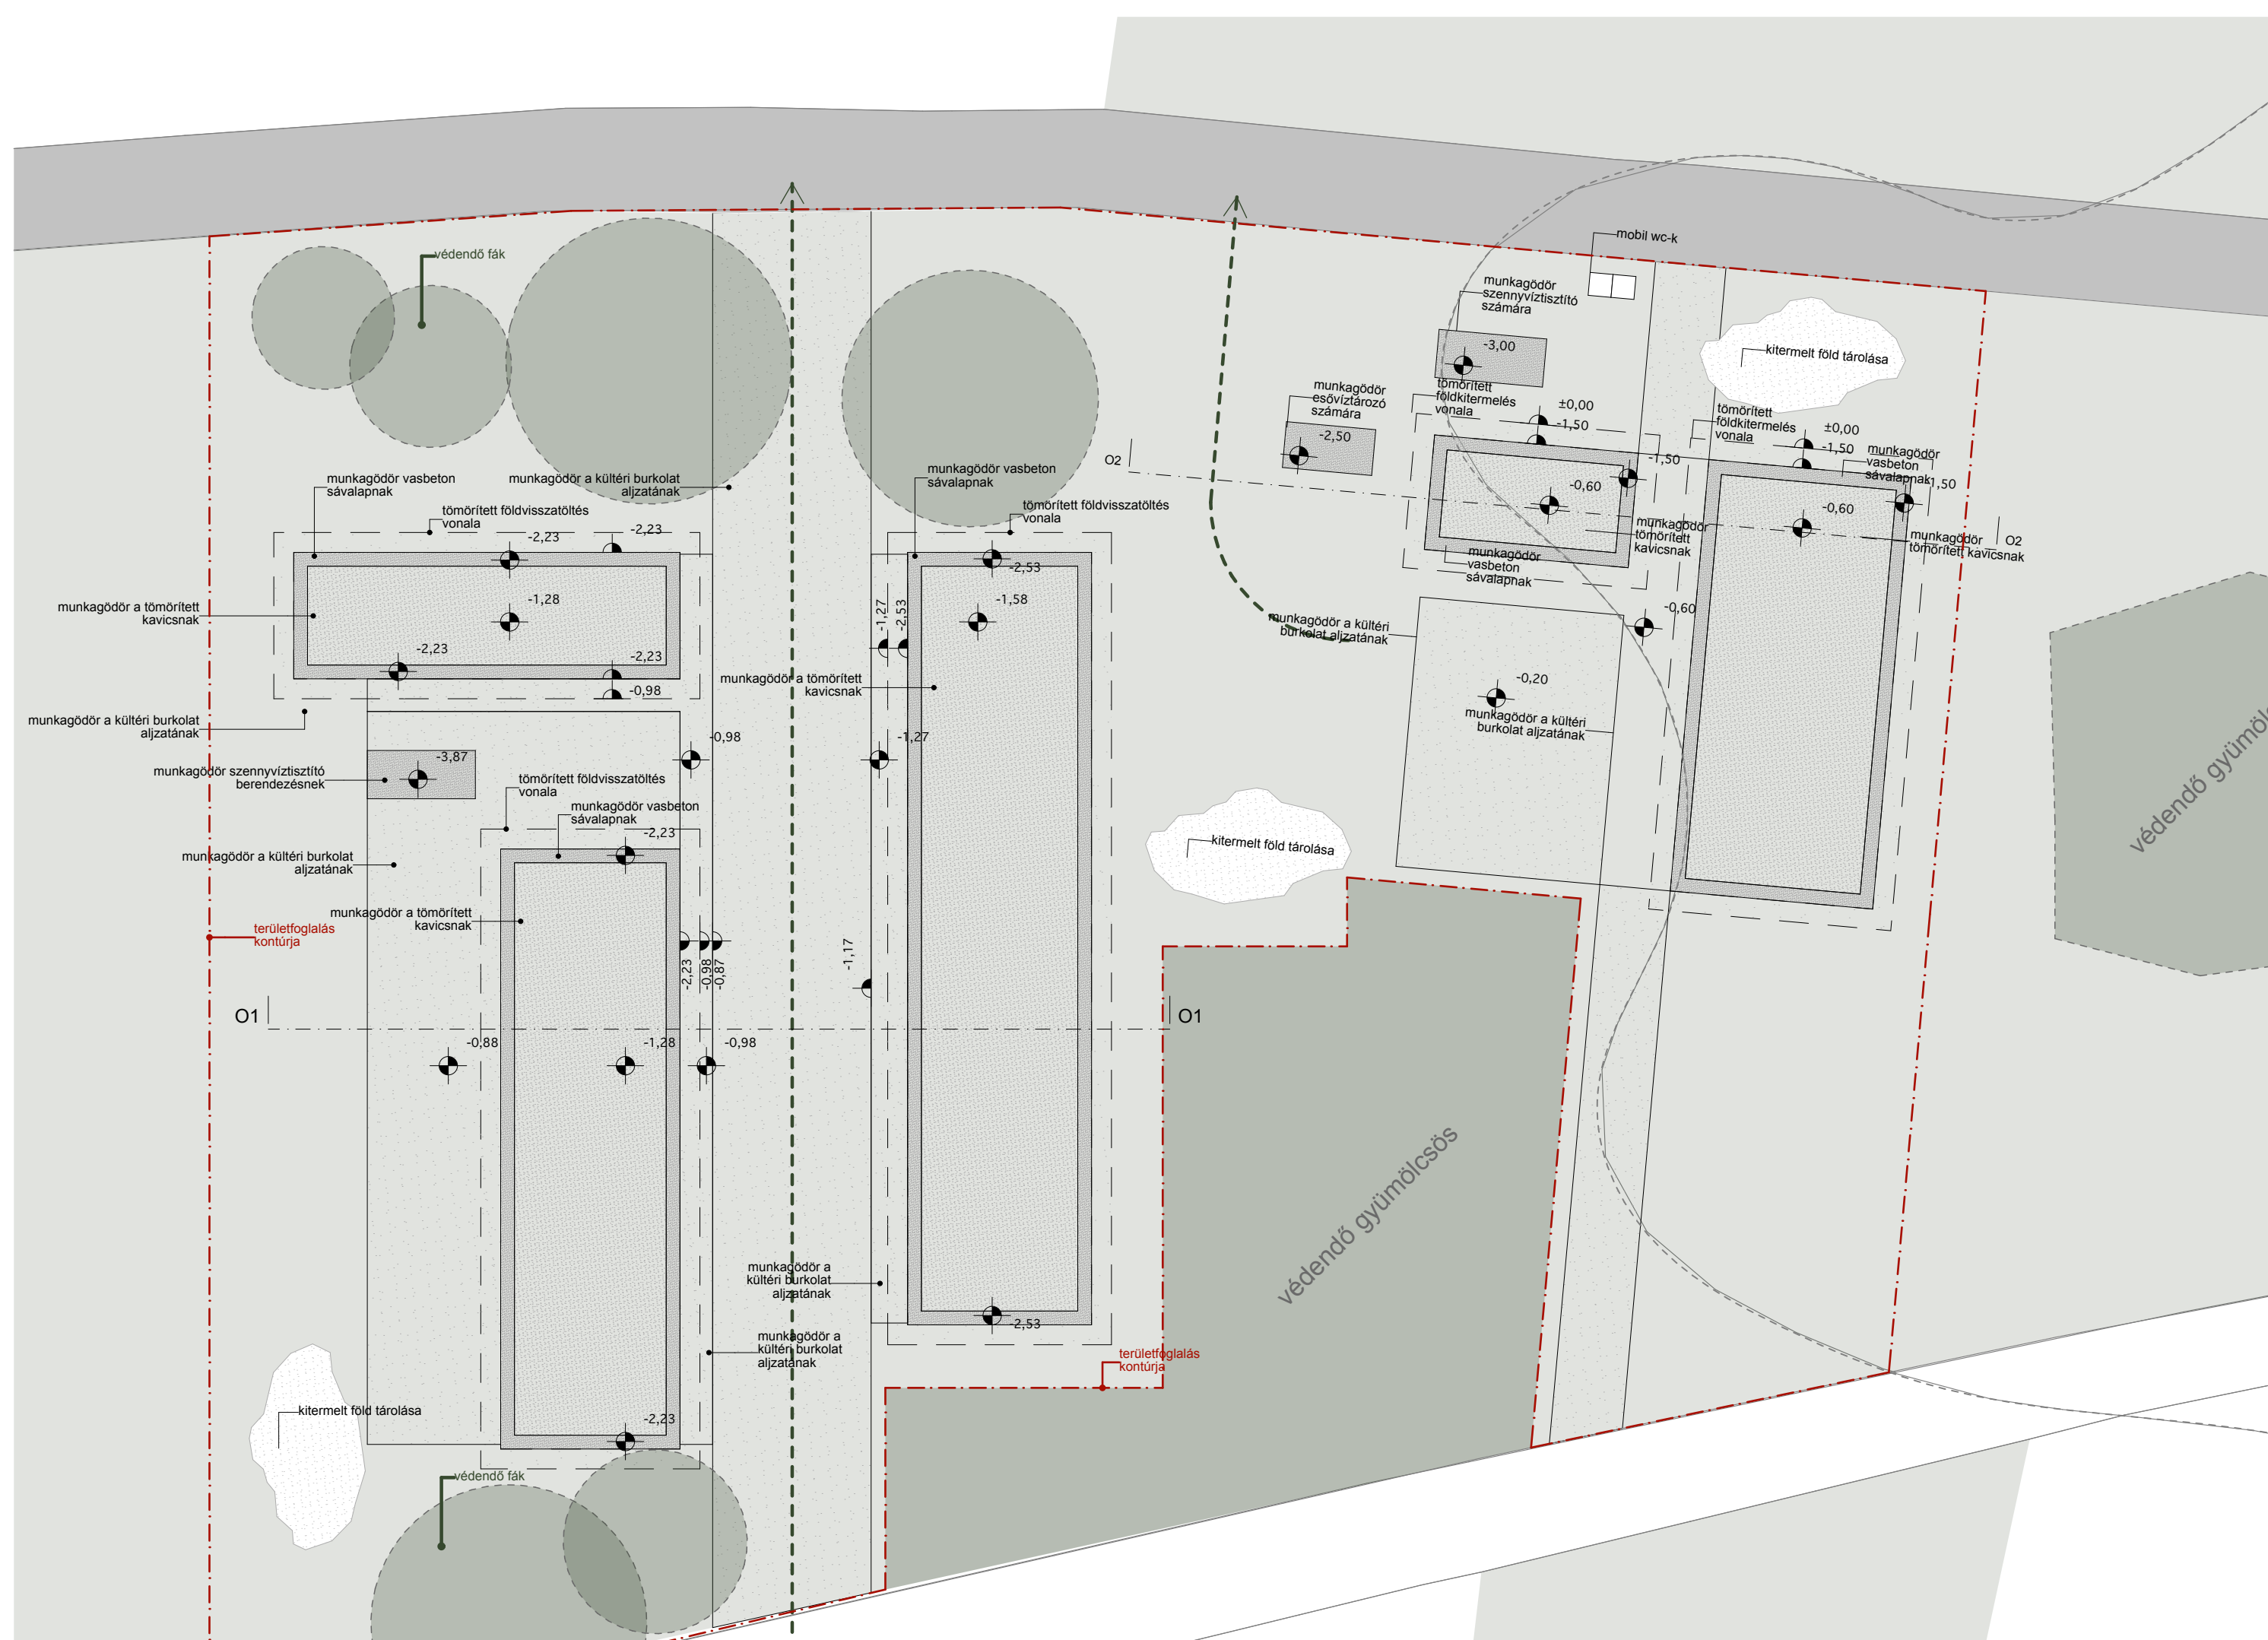 védendő fák
mobil wc-k
munkagödör
szennyvíztisztító
számára
-3,00
kitermelt föld tárolása
munkagödör
esővíztározó
számára
-2,50
tömörített
földkitermelés
vonala
±0,00
-1,50
tömörített
földkitermelés
vonala
±0,00
-1,50
munkagödör
vasbeton
sávalapnak
-1,50
-1,50
O2
-0,60
-0,60
munkagödör
tömörített
kavicsnak
munkagödör
tömörített kavicsnak
O2
munkagödör
vasbeton
sávalapnak
munkagödör vasbeton
sávalapnak
munkagödör a kültéri burkolat
aljzatának
munkagödör vasbeton
sávalapnak
tömörített földvisszatöltés
vonala
tömörített földvisszatöltés
vonala
-2,23
-2,23
-2,53
-1,28
-1,27
-2,53
-1,58
munkagödör a tömörített
kavicsnak
-2,23
-2,23
-0,98
munkagödör a tömörített
kavicsnak
munkagödör a kültéri
burkolat aljzatának
-0,60
-0,20
munkagödör a kültéri
burkolat aljzatának
munkagödör a kültéri burkolat
aljzatának
-0,98
-1,27
-3,87
munkagödör szennyvíztisztító
berendezésnek
tömörített földvisszatöltés
vonala
munkagödör vasbeton
sávalapnak
-2,23
kitermelt föld tárolása
munkagödör a kültéri burkolat
aljzatának
munkagödör a tömörített
kavicsnak
területfoglalás
kontúrja
-2,23
-0,98
-0,87
-1,17
O1
O1
-0,88
-1,28
-0,98
védendő gyümölcsös
munkagödör a
kültéri burkolat
aljzatának
munkagödör a
kültéri burkolat
aljzatának
területfoglalás
kontúrja
kitermelt föld tárolása
-2,23
-2,53
védendő fák
védendő gyümölc